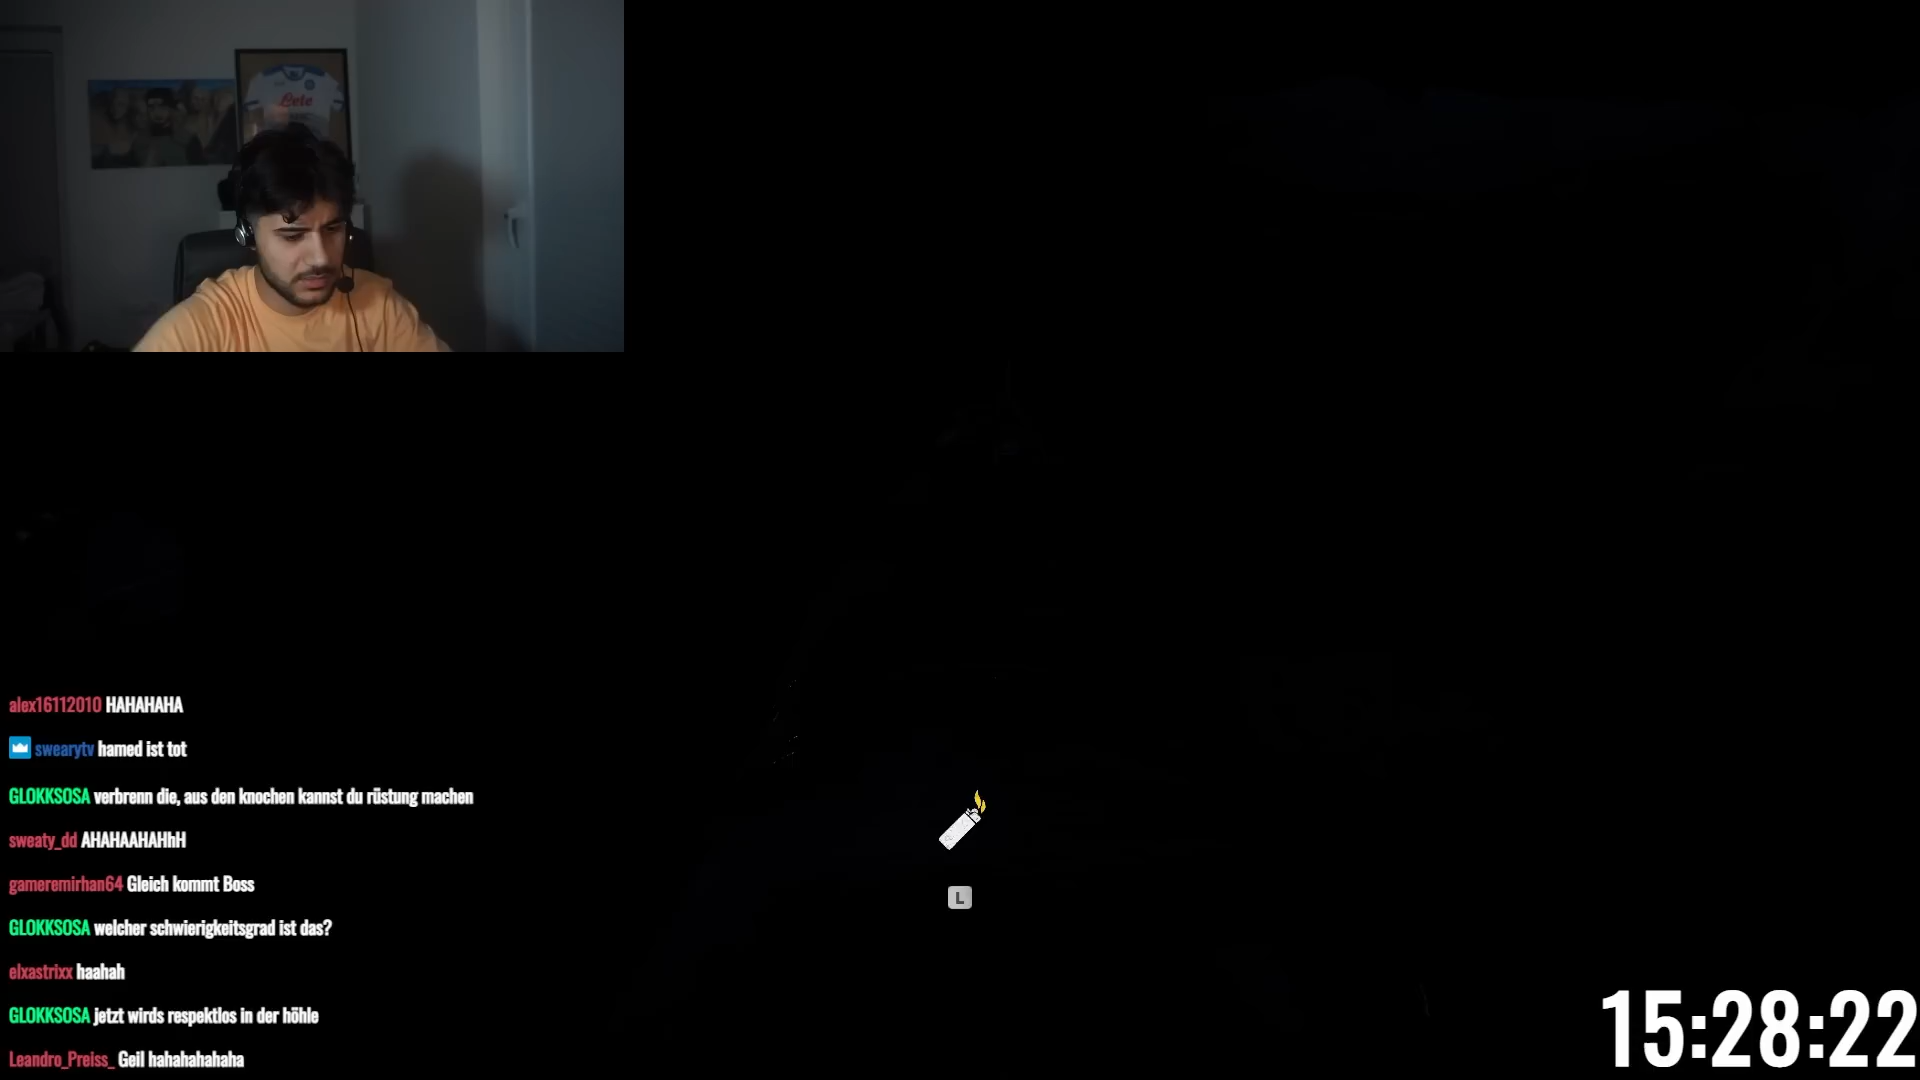 Lete
alex16112010 HAHAHAHA
swearytv hamed ist tot
GLOKKSOSA verbrenn die, aus den knochen kannst du rüstung machen
sweaty_dd AHAHAAHAHhH
gameremirhan64 Gleich kommt Boss
L
GLOKKSOSA welcher schwierigkeitsgrad ist das?
elxastrixx haahah
GLOKKSOSA jetzt wirds respektlos in der höhle
Leandro_Preiss_ Geil hahahahahaha
15:28:22